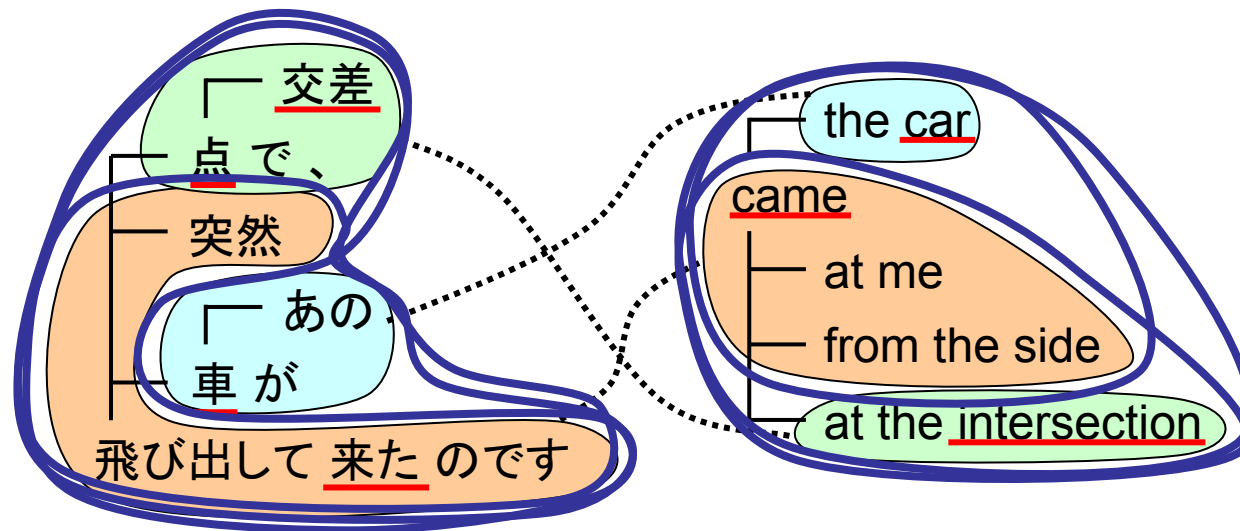 交差
点 で 、
突然
あの
車 が
飛び出して 来た のです
the car
came
at me
from the side
at the intersection